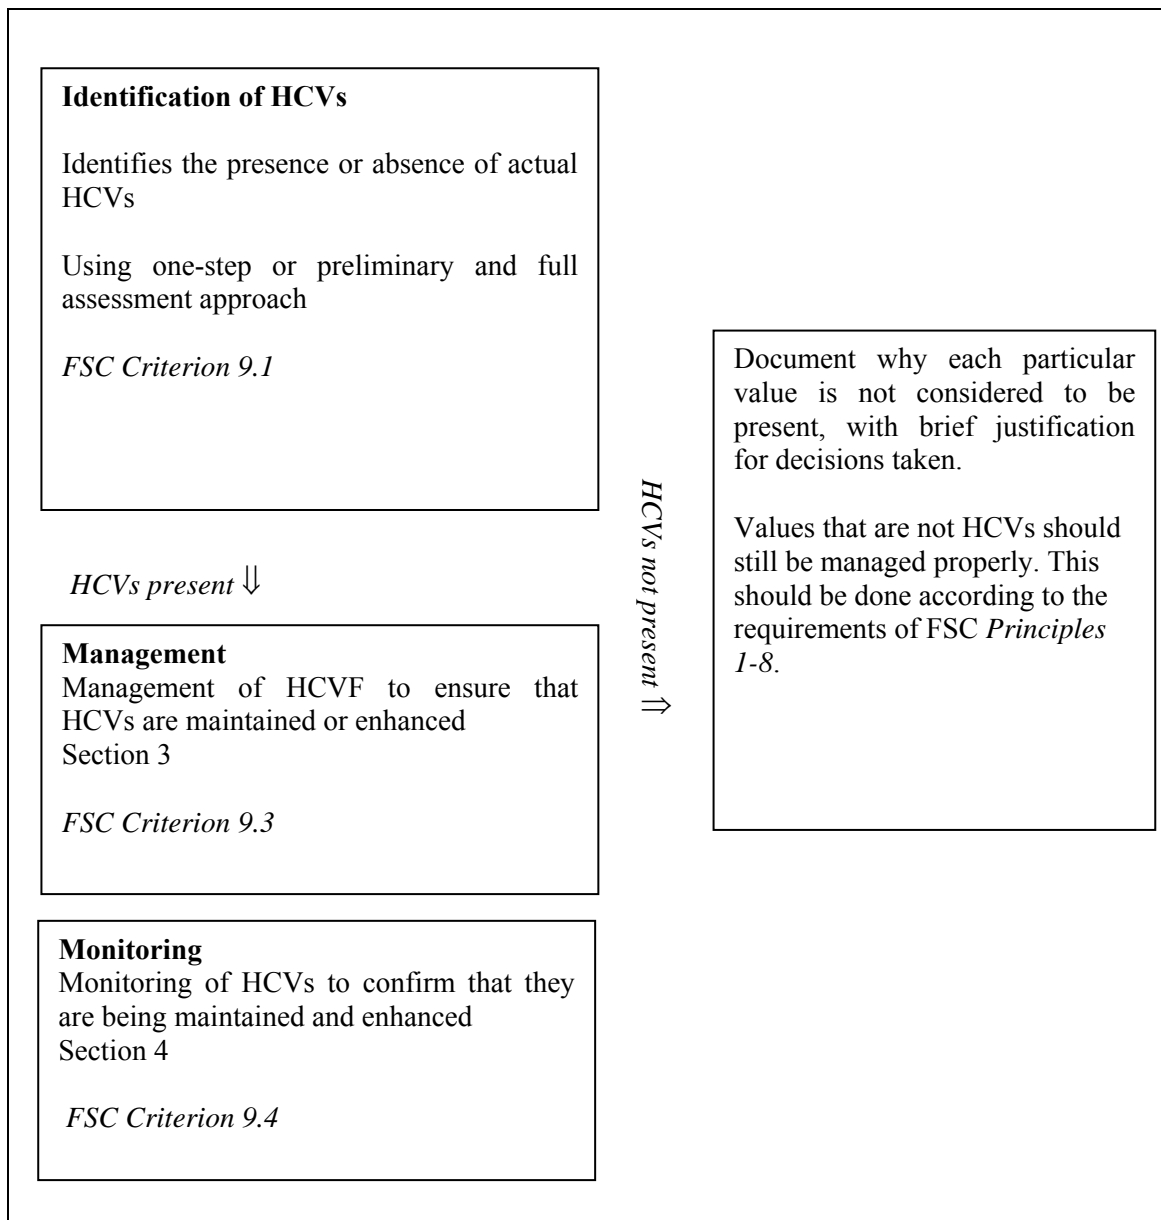 Identification of HCVs
Identifies the presence or absence of actual
HCVs
Using one-step or preliminary and full
assessment approach
FSC Criterion 9.1
HCVs present ⇓
Management
Management of HCVF to ensure that
HCVs are maintained or enhanced
Section 3
FSC Criterion 9.3
Monitoring
Monitoring of HCVs to confirm that they
are being maintained and enhanced
Section 4
FSC Criterion 9.4
HCVs not present ⇑
Document why each particular
value is not considered to be
present, with brief justification
for decisions taken.
Values that are not HCVs should
still be managed properly. This
should be done according to the
requirements of FSC Principles
1-8.